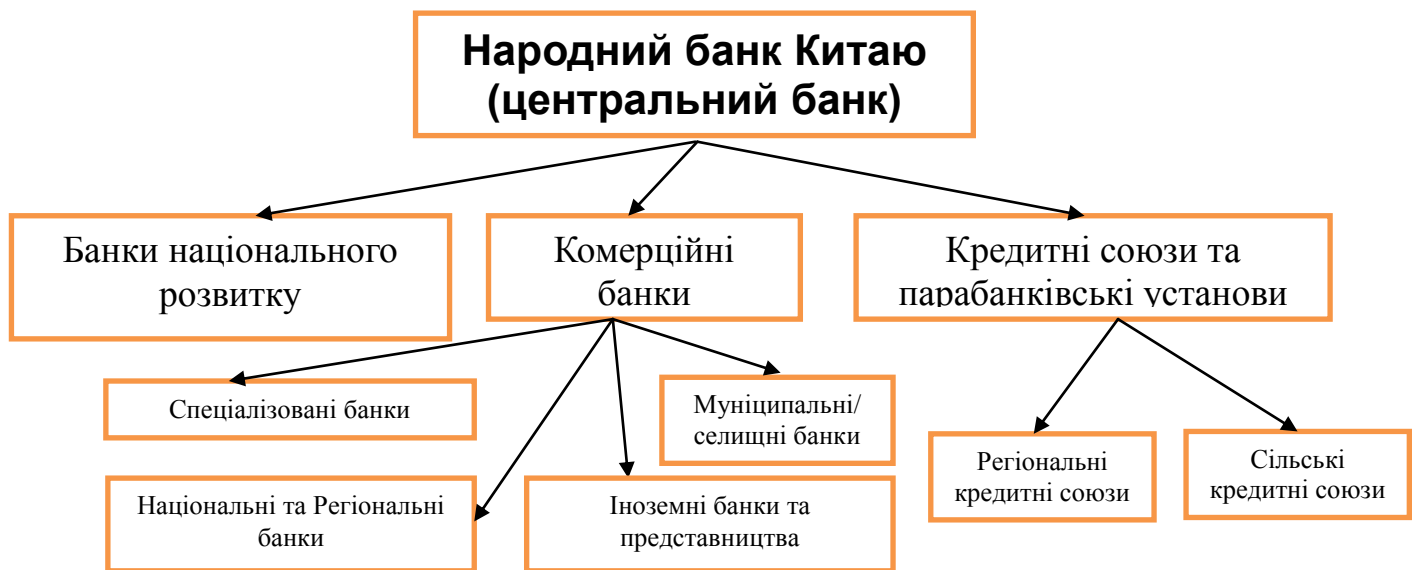 Народний банк Китаю
(центральний банк)
Банки національного
розвитку
Комерційні
банки
Кредитні союзи та
парабанківські установи
Спеціалізовані банки
Муніципальні/
селищні банки
Національні та Регіональні
банки
Іноземні банки та
представництва
Регіональні
кредитні союзи
Сільські
кредитні союзи